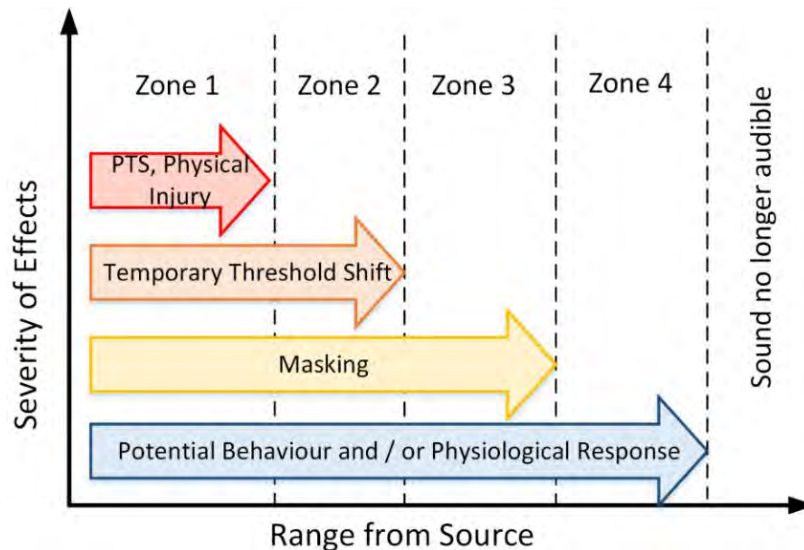 Zone 1
Zone 2
Zone 3
Zone 4
PTS, Physical
Injury
Temporary Threshold Shift
Masking
Potential Behaviour and / or Physiological Response
Sound no longer audible
Severity of Effects
Range from Source